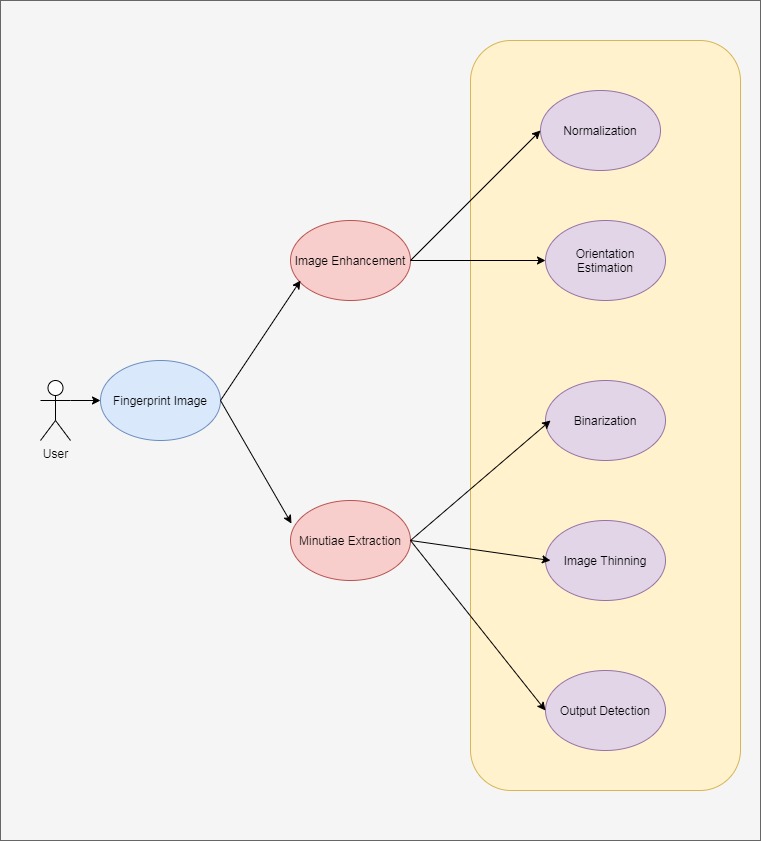 Normalization
Image Enhancement
Orientation
Estimation
User
Fingerprint Image
Binarization
Minutiae Extraction
Image Thinning
Output Detection